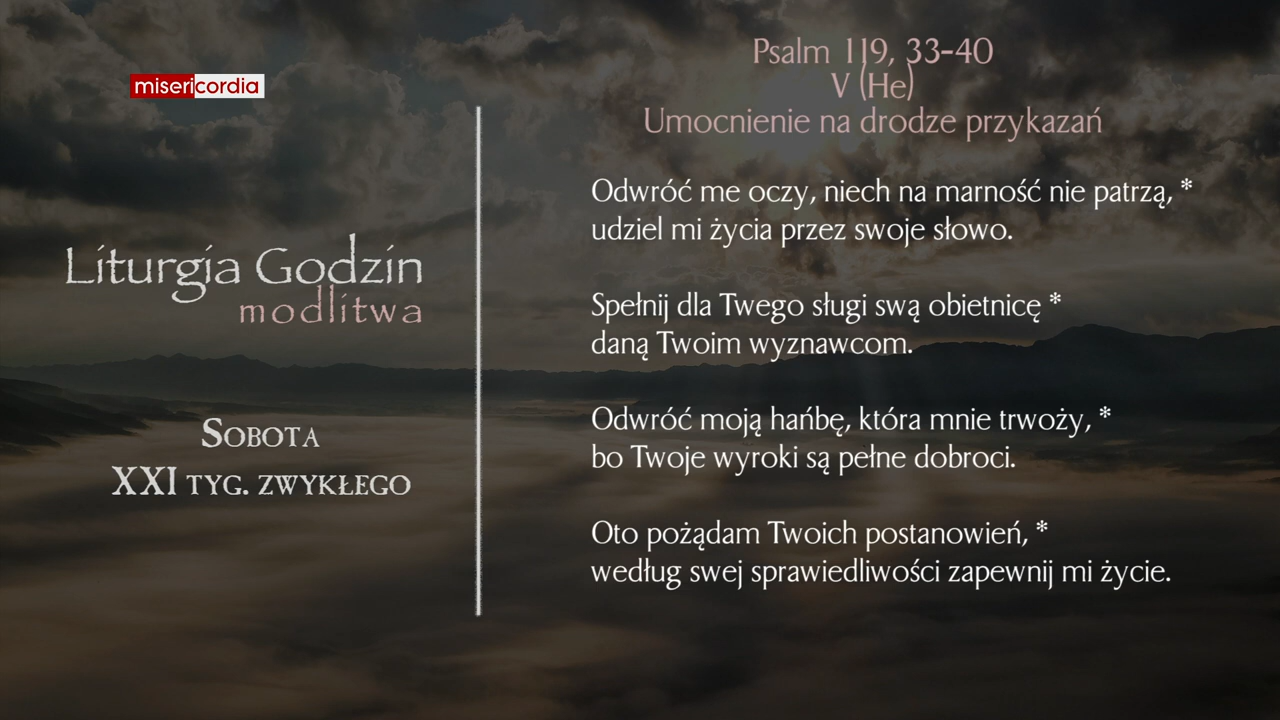 misericordia
Liturgia Godzin
modlitwa
Sobota
XXI tyg. zwykłego
Psalm 119, 33-40
V (He)
Umocnienie na drodze przykazań
Odwróć me oczy, niech na marność nie patrzą, *
udziel mi życia przez swoje słowo.
Spełnij dla Twego sługi swą obietnicę *
daną Twoim wyznawcom.
Odwróć moją hańbę, która mnie trwoży, *
bo Twoje wyroki są pełne dobroci.
Oto pożądam Twoich postanowień, *
według swej sprawiedliwości zapewnij mi życie.